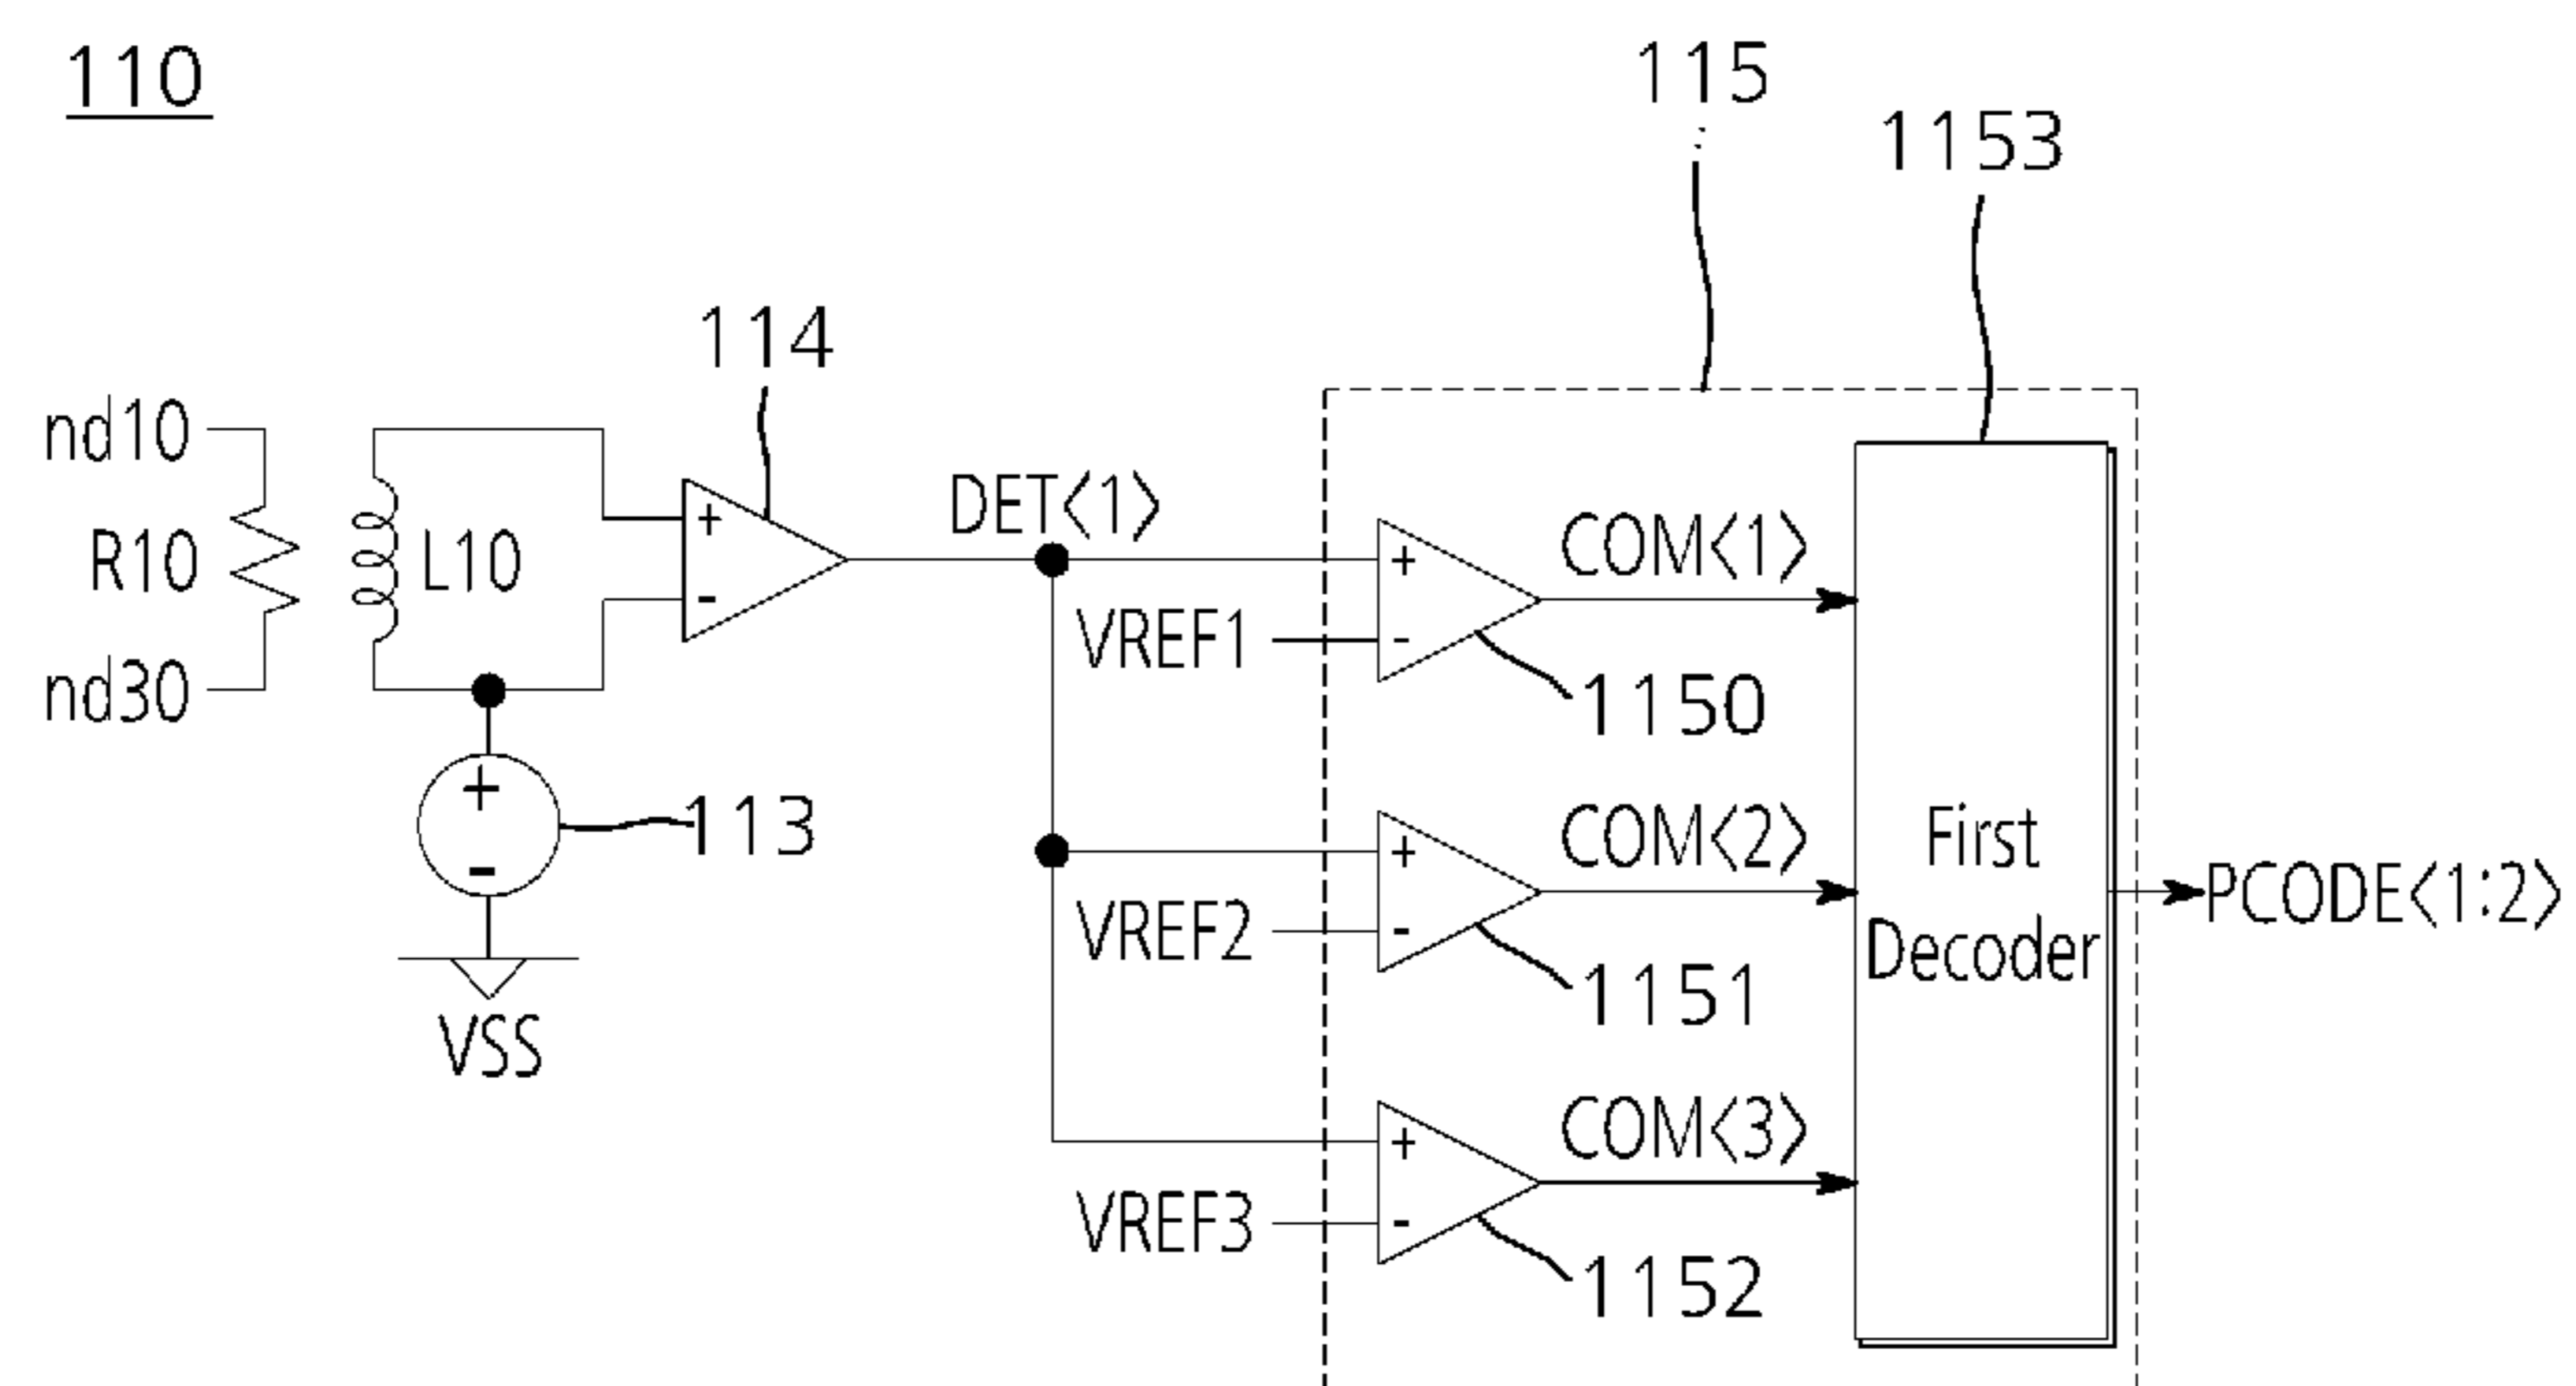 110
115
1153
114
nd10
R10
L10
nd30
+
-
DET<1>
+
-
VREF1
COM<1>
1150
+
-
113
VSS
+
-
VREF2
COM<2>
1151
First
Decoder
PCODE<1:2>
+
-
VREF3
COM<3>
1152